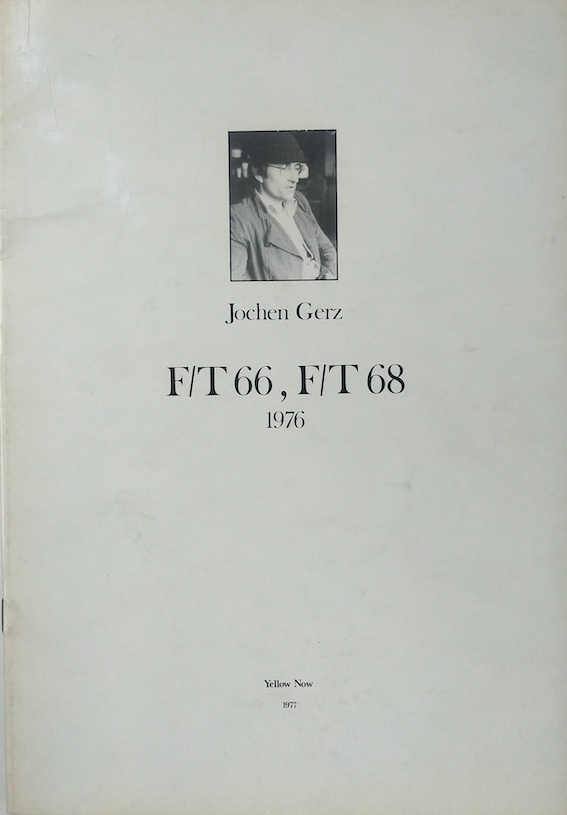 Jochen Gerz
F/T 66 , F/T 68
1976
Yellow Now
1977